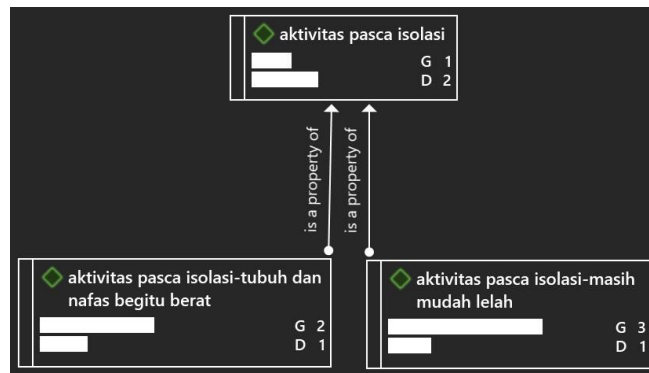 aktivitas pasca isolasi
G 1
D 2
is a property of
is a property of
aktivitas pasca isolasi-tubuh dan
nafas begitu berat
G 2
D 1
aktivitas pasca isolasi-masih
mudah lelah
G 3
D 1